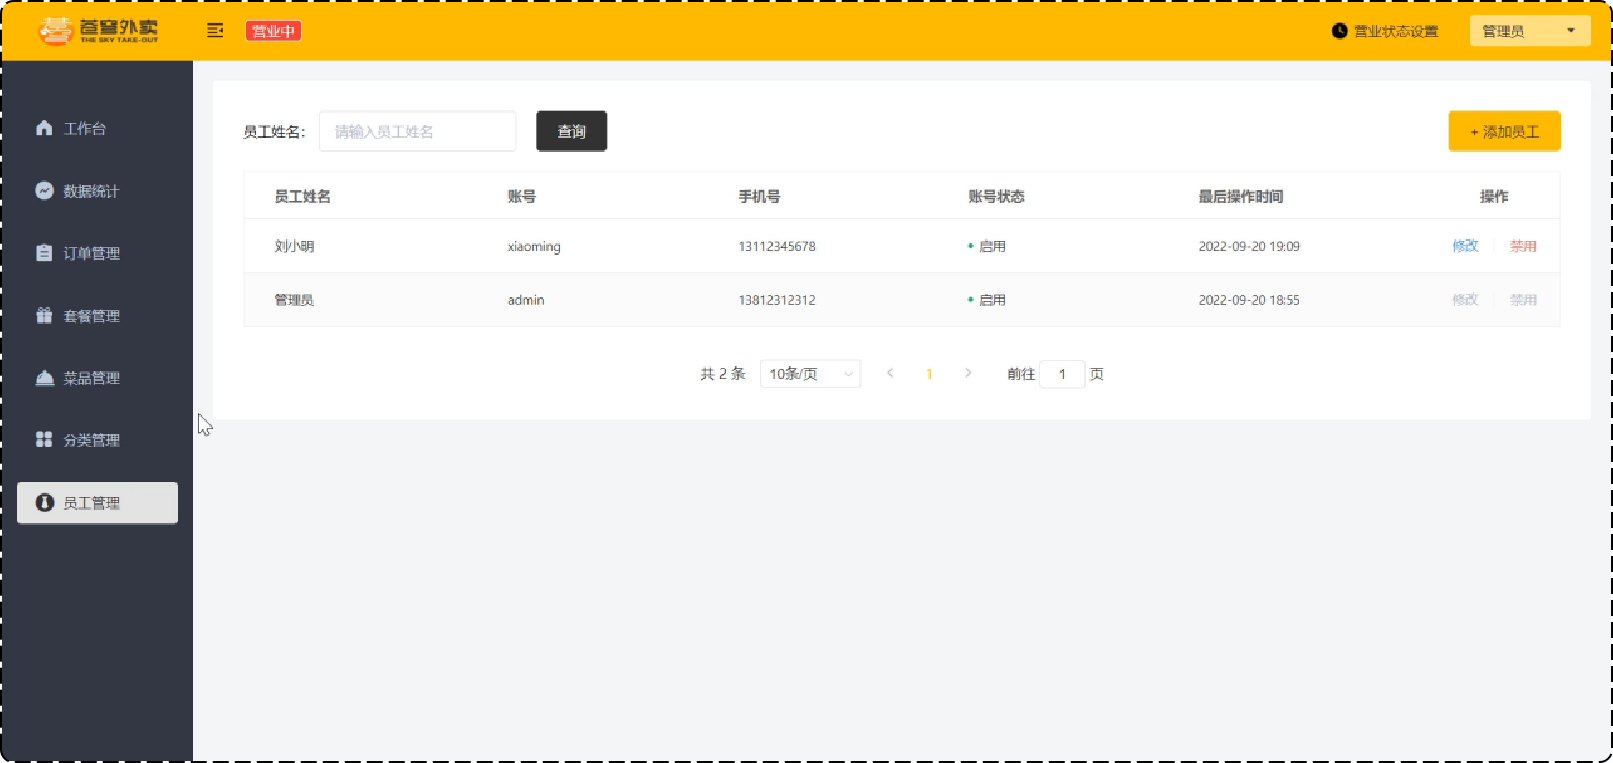 苍穹外卖
THE SKY TAKE-OUT
营业中
营业状态设置
管理员
工作台
数据统计
订单管理
套餐管理
菜品管理
分类管理
员工管理
员工姓名: 请输入员工姓名 查询 + 添加员工
员工姓名 账号 手机号 账号状态 最后操作时间 操作
刘小明 xiaoming 13112345678 启用 2022-09-20 19:09 修改 禁用
管理员 admin 13812312312 启用 2022-09-20 18:55 修改 禁用
共 2 条 10条/页 1 前往 1 页